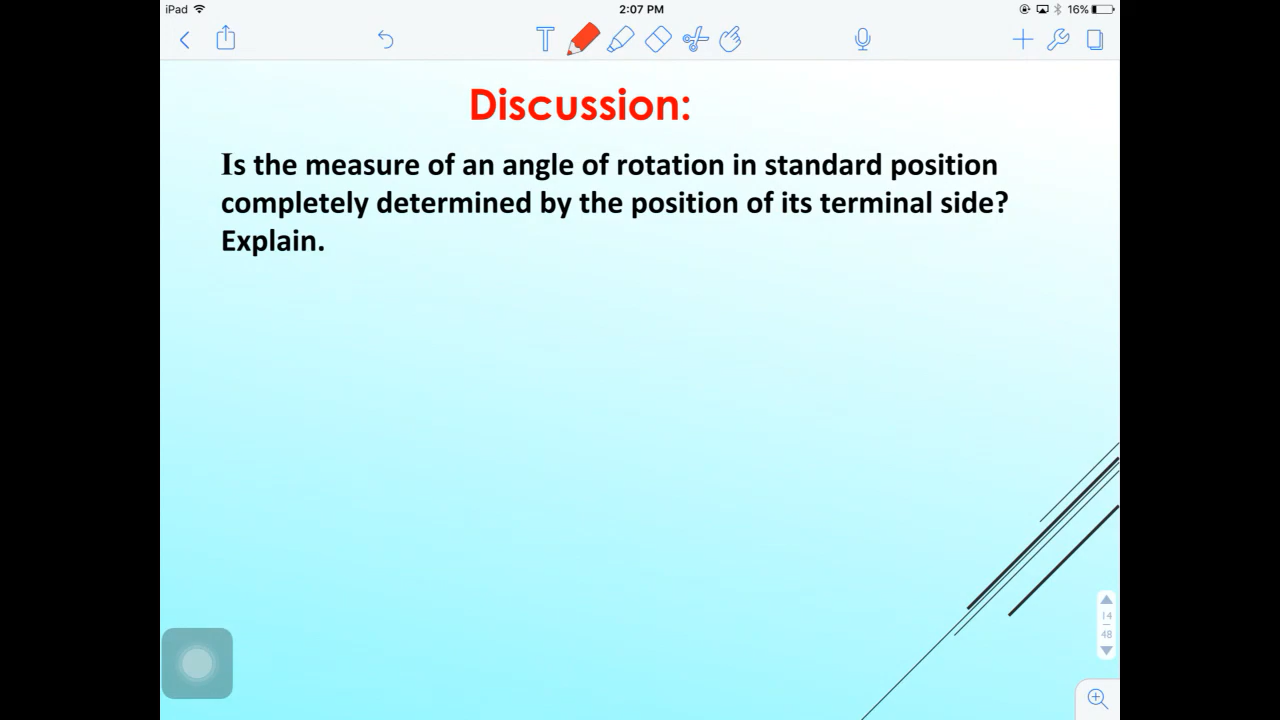 iPad
2:07 PM
16%
T
Discussion:
Is the measure of an angle of rotation in standard position
completely determined by the position of its terminal side?
Explain.
14
48